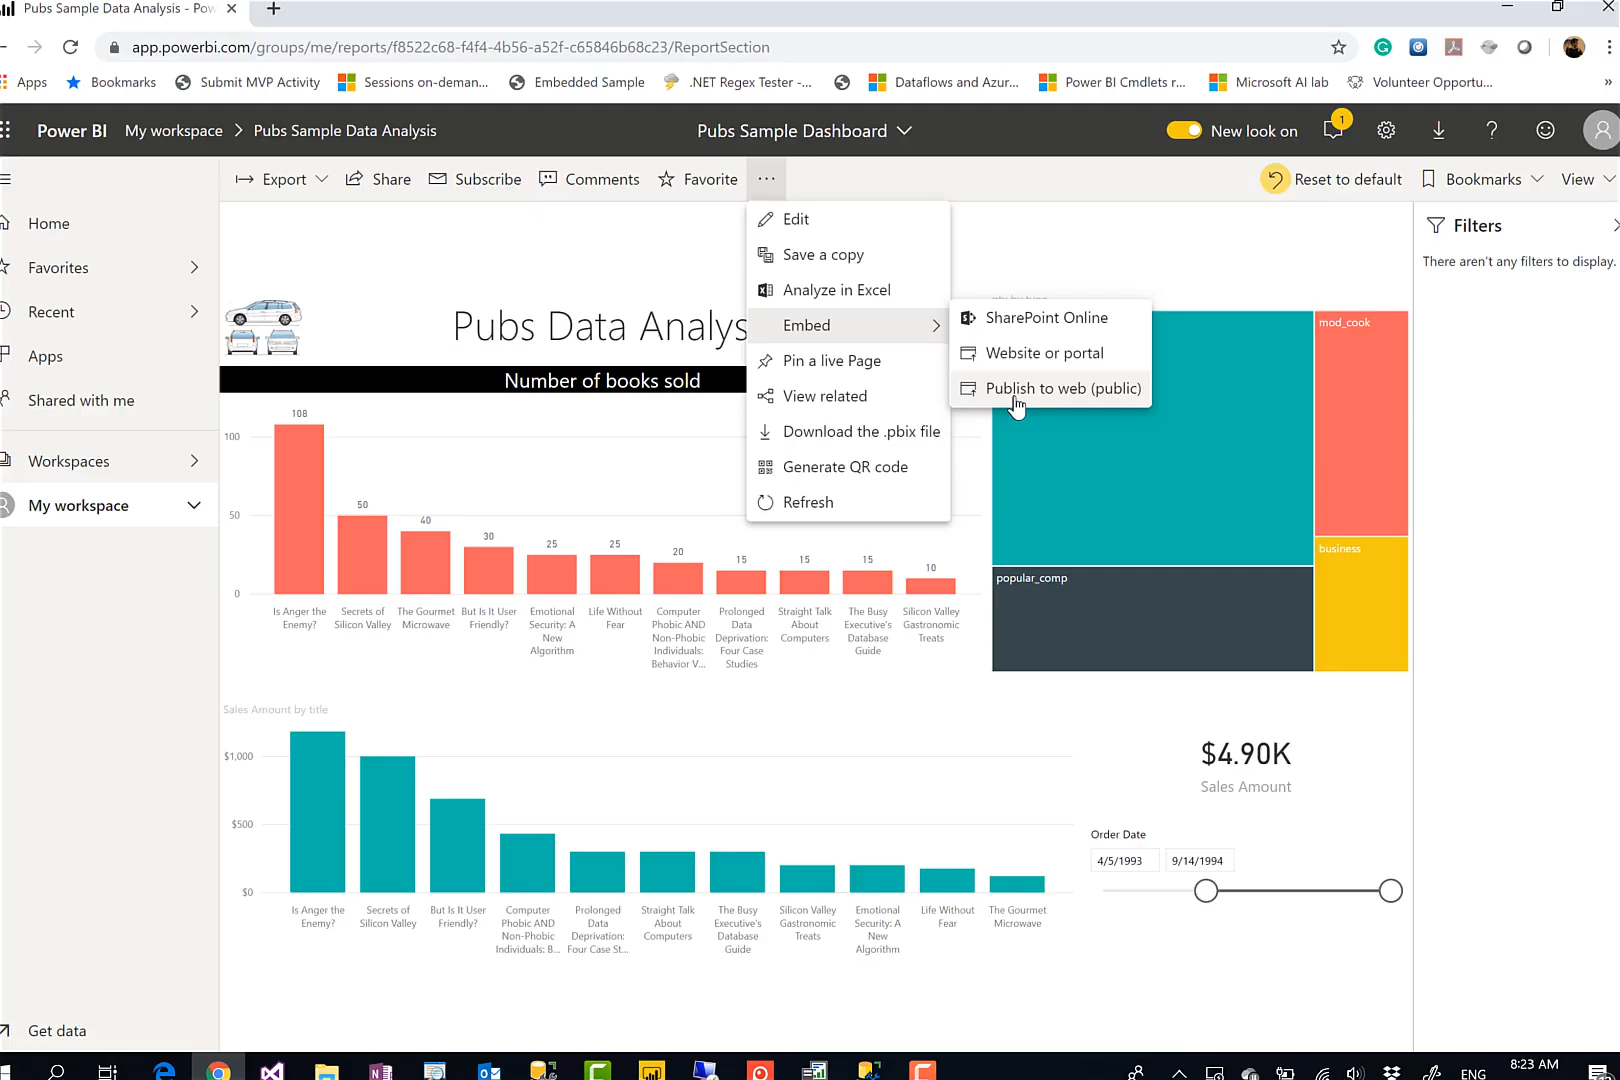 Pubs Sample Data Analysis - Pow
app.powerbi.com/groups/me/reports/f8522c68-f4f4-4b56-a52f-c65846b68c23/ReportSection
Apps Bookmarks Submit MVP Activity Sessions on-deman... Embedded Sample .NET Regex Tester -... Dataflows and Azur... Power BI Cmdlets r... Microsoft AI lab Volunteer Opportu... »
Power BI My workspace > Pubs Sample Data Analysis
Pubs Sample Dashboard
New look on
1
?
Export Share Subscribe Comments Favorite ...
Reset to default Bookmarks View
Home
Favorites
Recent
Apps
Shared with me
Workspaces
My workspace
Get data
Edit
Save a copy
Analyze in Excel
Embed
Pin a live Page
View related
Download the .pbix file
Generate QR code
Refresh
SharePoint Online
Website or portal
Publish to web (public)
Filters
There aren't any filters to display.
Pubs Data Analys
Number of books sold
108
100
50
50
40
30
25
25
20
15
15
15
10
0
Is Anger the Enemy?
Secrets of Silicon Valley
The Gourmet Microwave
But Is It User Friendly?
Emotional Security: A New Algorithm
Life Without Fear
Computer Phobic AND Non-Phobic Individuals: Behavior V...
Prolonged Data Deprivation: Four Case Studies
Straight Talk About Computers
The Busy Executive's Database Guide
Silicon Valley Gastronomic Treats
mod_cook
business
popular_comp
Sales Amount by title
$1,000
$500
$0
Is Anger the Enemy?
Secrets of Silicon Valley
But Is It User Friendly?
Computer Phobic AND Non-Phobic Individuals: B...
Prolonged Data Deprivation: Four Case St...
Straight Talk About Computers
The Busy Executive's Database Guide
Silicon Valley Gastronomic Treats
Emotional Security: A New Algorithm
Life Without Fear
The Gourmet Microwave
$4.90K
Sales Amount
Order Date
4/5/1993 9/14/1994
ENG
8:23 AM